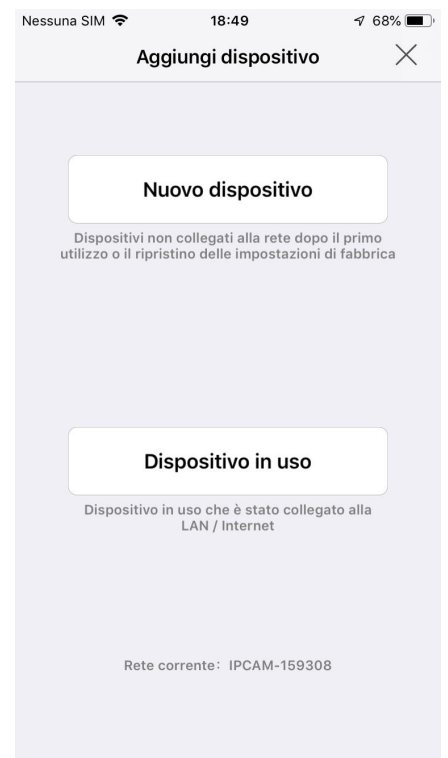 Nessuna SIM 18:49 68%
Aggiungi dispositivo
Nuovo dispositivo
Dispositivi non collegati alla rete dopo il primo
utilizzo o il ripristino delle impostazioni di fabbrica
Dispositivo in uso
Dispositivo in uso che è stato collegato alla
LAN / Internet
Rete corrente: IPCAM-159308